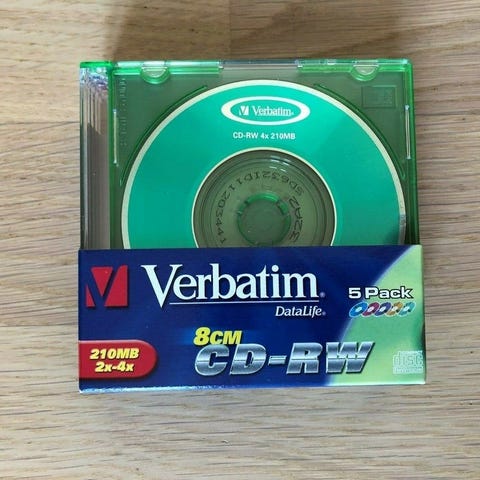 Verbatim.
CD-RW 4x 210MB
Verbatim.
DataLife.
5 Pack
8CM
CD-RW
210MB
2x-4x